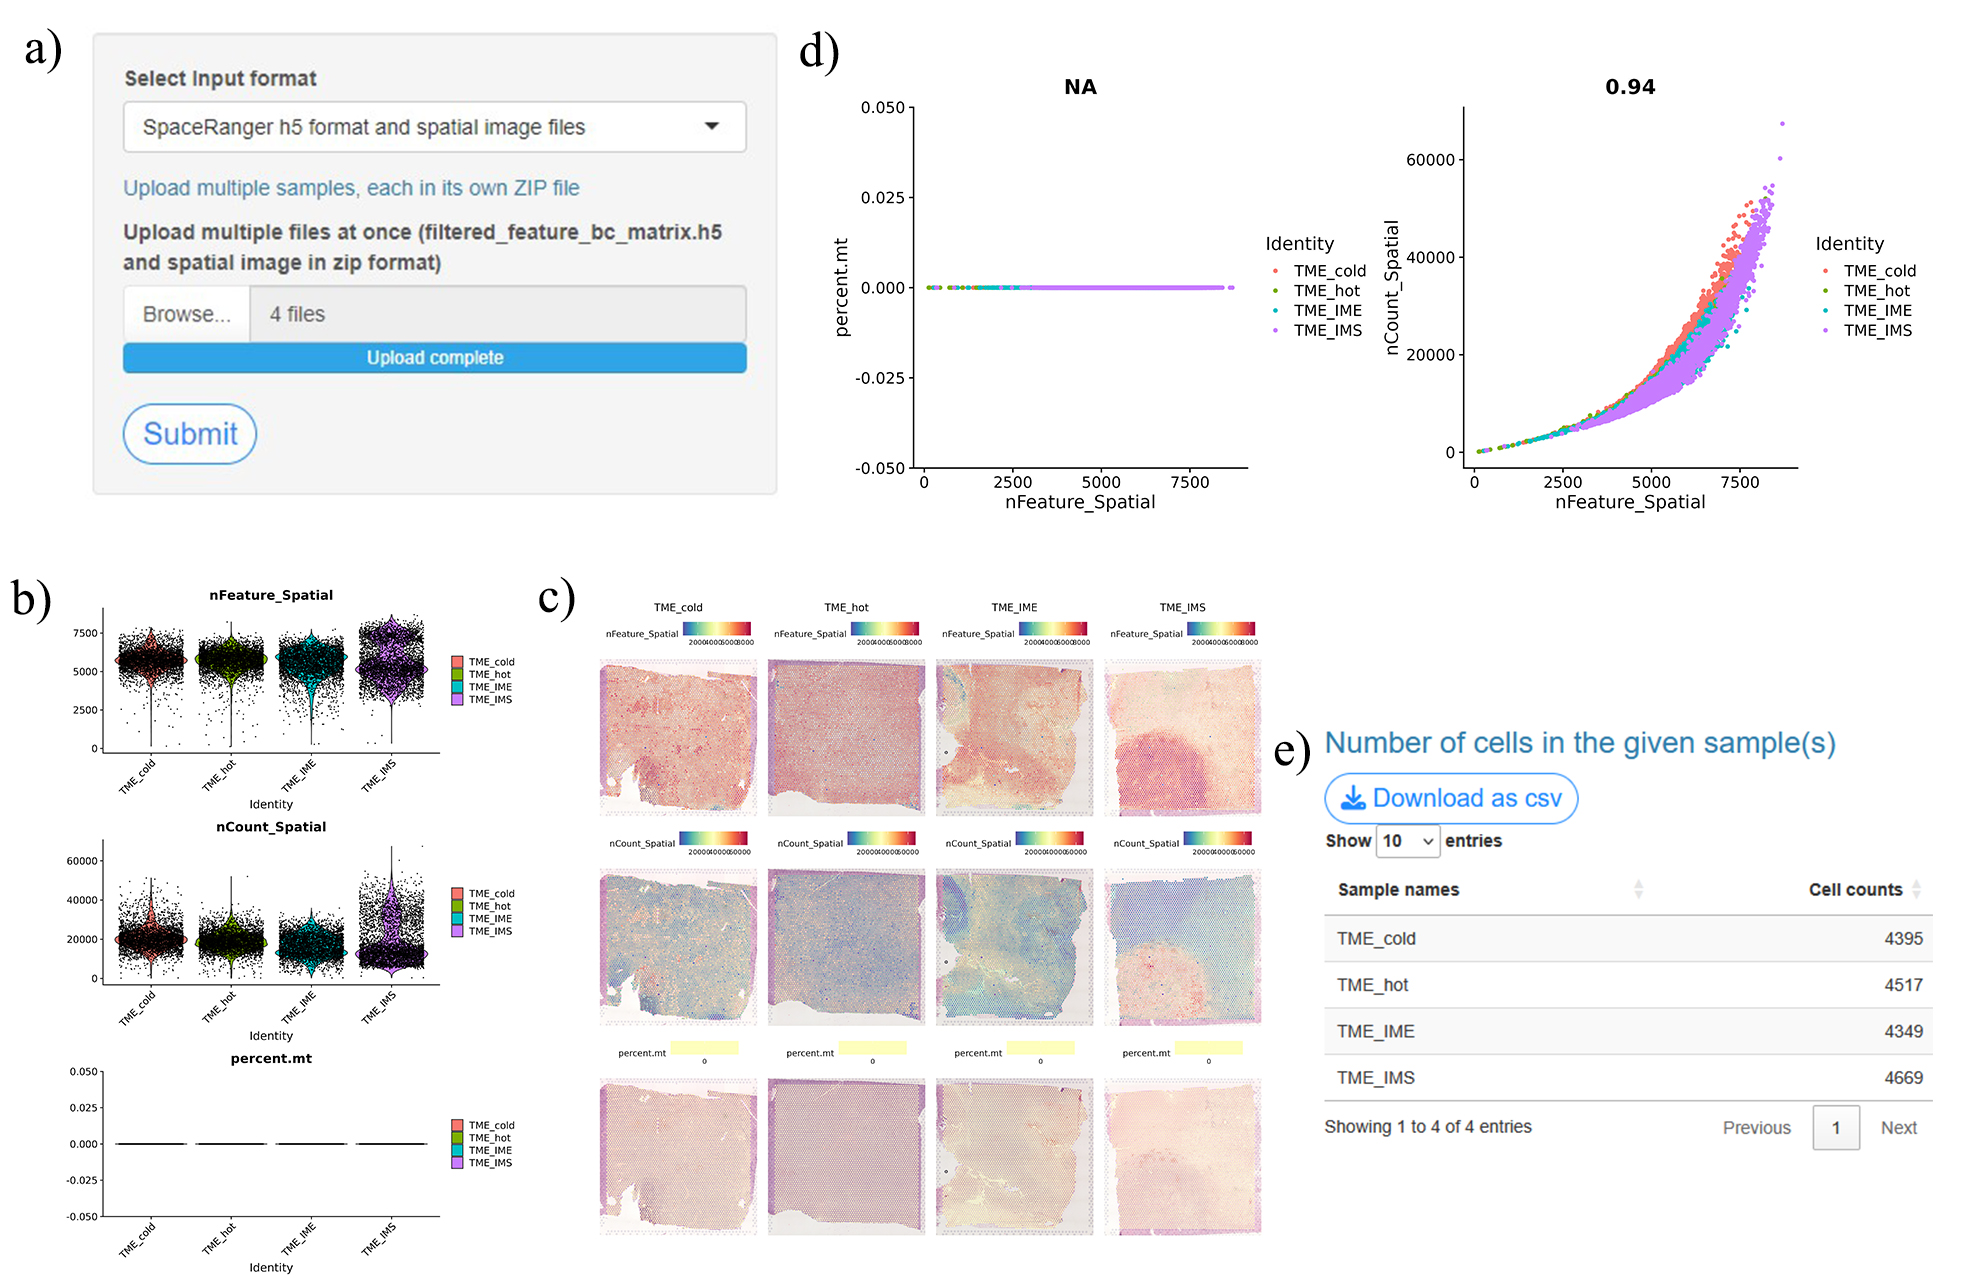 a)
Select Input format
SpaceRanger h5 format and spatial image files
Upload multiple samples, each in its own ZIP file
Upload multiple files at once (filtered_feature_bc_matrix.h5
and spatial image in zip format)
Browse... 4 files
Upload complete
Submit
d)
NA
0.050
0.025
0.000
-0.025
-0.050
percent.mt
0 2500 5000 7500
nFeature_Spatial
Identity
TME_cold
TME_hot
TME_IME
TME_IMS
0.94
60000
40000
20000
0
nCount_Spatial
0 2500 5000 7500
nFeature_Spatial
Identity
TME_cold
TME_hot
TME_IME
TME_IMS
b)
nFeature_Spatial
7500
5000
2500
0
TME_cold TME_hot TME_IME TME_IMS
Identity
TME_cold
TME_hot
TME_IME
TME_IMS
nCount_Spatial
60000
40000
20000
0
TME_cold TME_hot TME_IME TME_IMS
Identity
TME_cold
TME_hot
TME_IME
TME_IMS
percent.mt
0.050
0.025
0.000
-0.025
-0.050
TME_cold TME_hot TME_IME TME_IMS
Identity
TME_cold
TME_hot
TME_IME
TME_IMS
c)
TME_cold TME_hot TME_IME TME_IMS
nFeature_Spatial nFeature_Spatial nFeature_Spatial nFeature_Spatial
2000400060008000 2000400060008000 2000400060008000 2000400060008000
nCount_Spatial nCount_Spatial nCount_Spatial nCount_Spatial
200004000060000 200004000060000 200004000060000 200004000060000
percent.mt percent.mt percent.mt percent.mt
0 0 0 0
e)
Number of cells in the given sample(s)
Download as csv
Show 10 entries
Sample names Cell counts
TME_cold 4395
TME_hot 4517
TME_IME 4349
TME_IMS 4669
Showing 1 to 4 of 4 entries Previous 1 Next